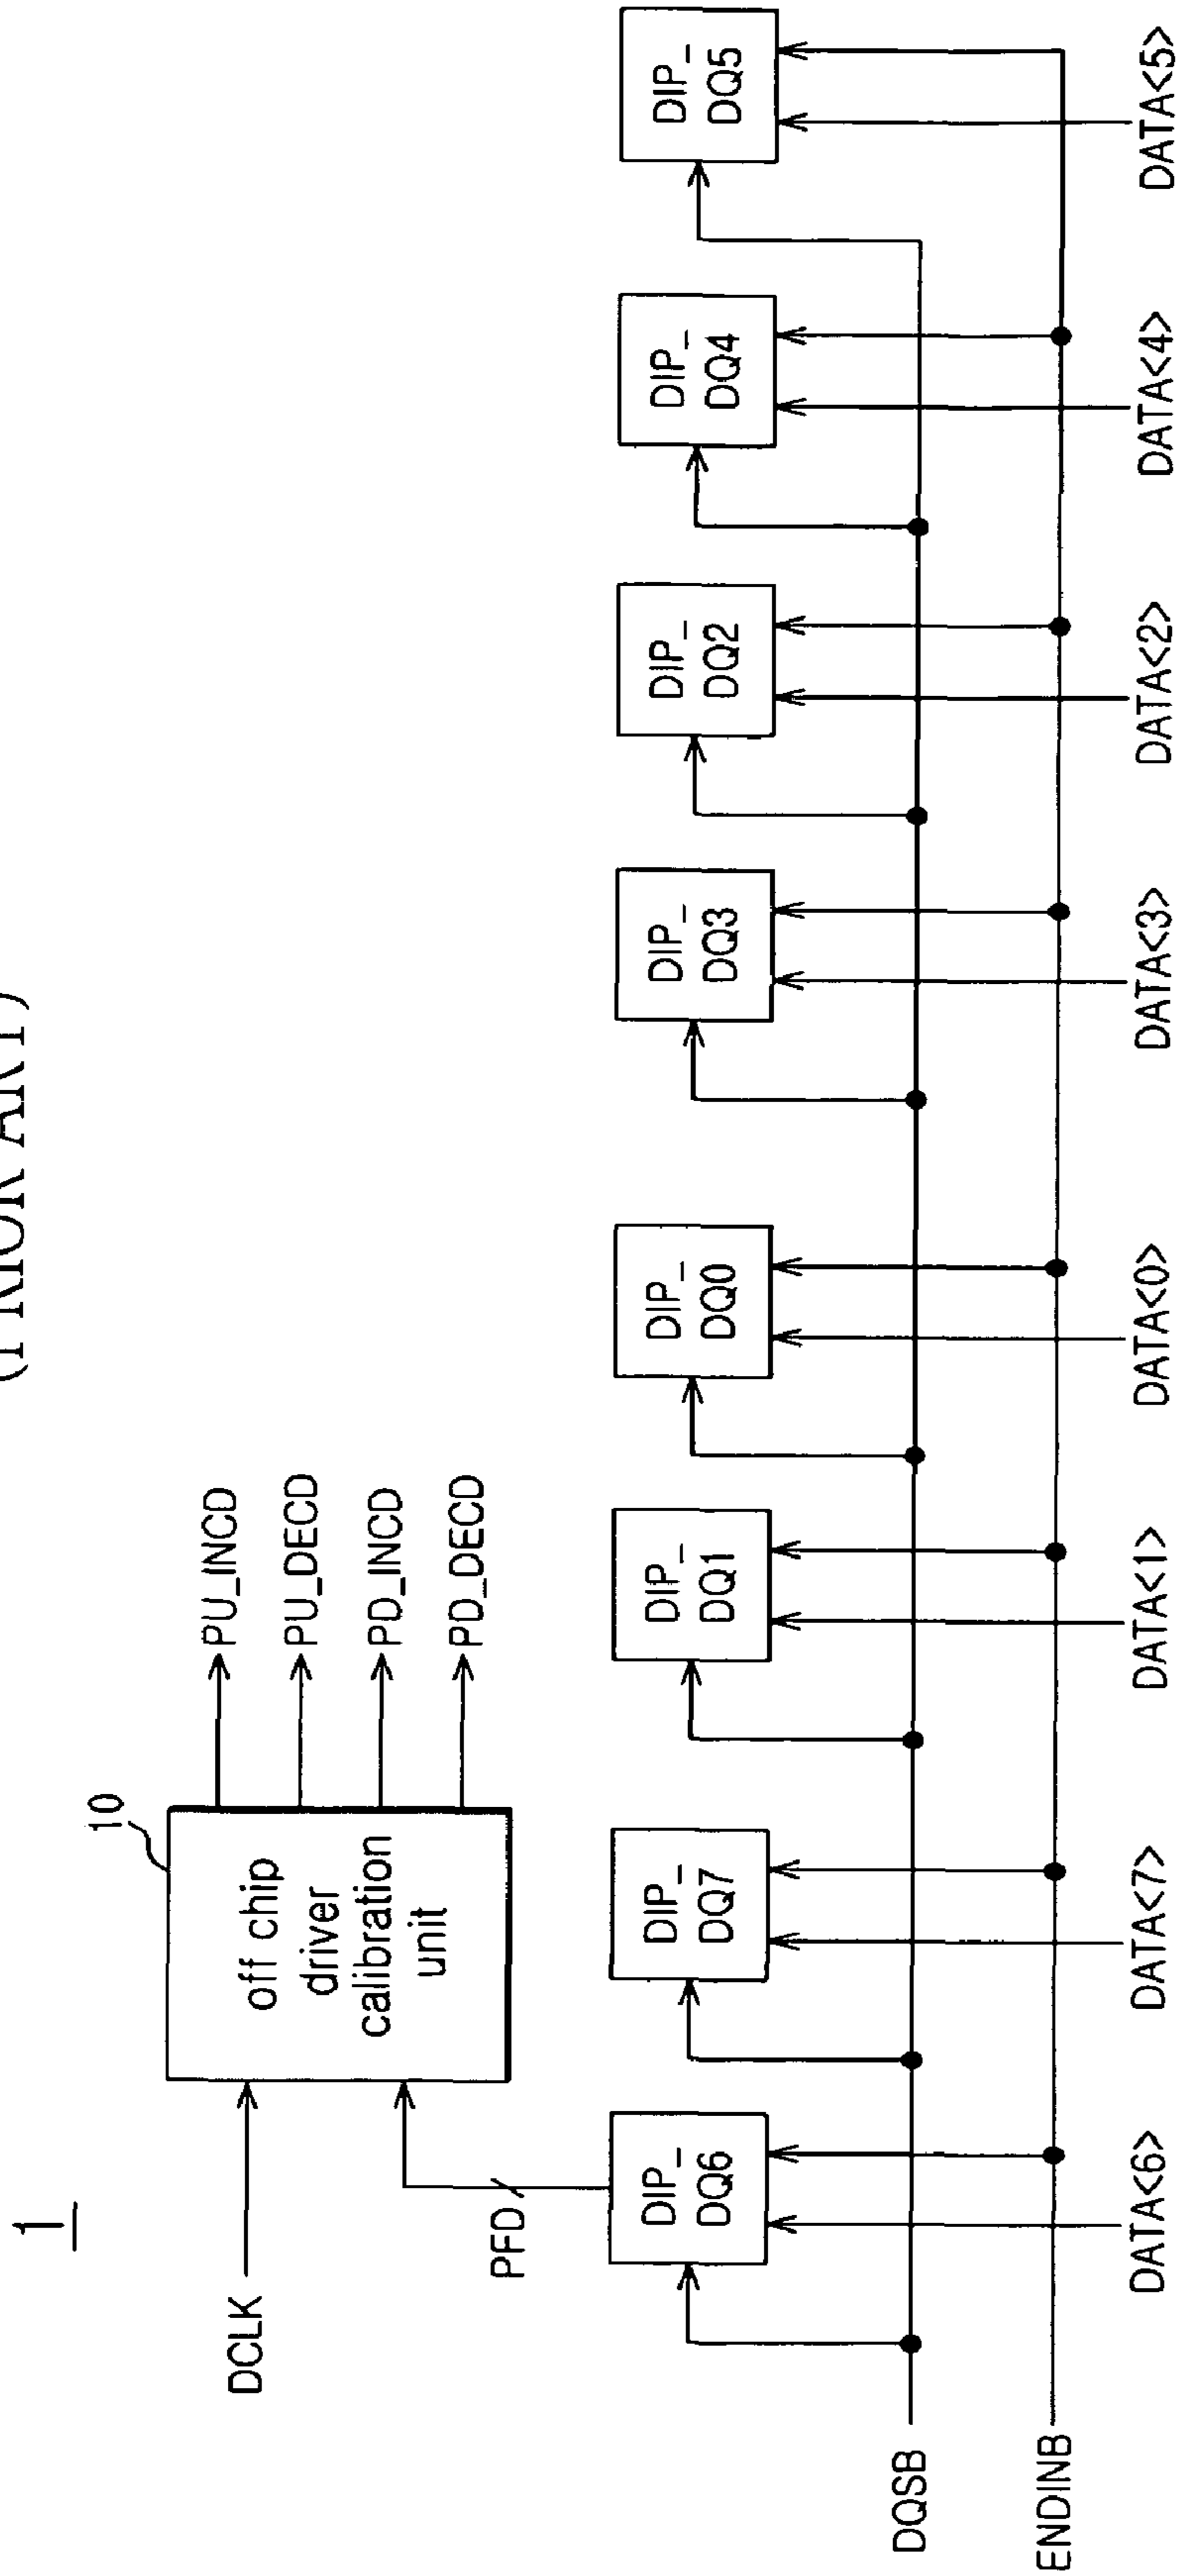 (PRIOR ART)
1
10
DCLK
off chip
driver
calibration
unit
PU_INCD
PU_DECD
PD_INCD
PD_DECD
PFD
DIP_
DQ6
DIP_
DQ7
DIP_
DQ1
DIP_
DQ0
DIP_
DQ3
DIP_
DQ2
DIP_
DQ4
DIP_
DQ5
DQSB
ENDINB
DATA<6>
DATA<7>
DATA<1>
DATA<0>
DATA<3>
DATA<2>
DATA<4>
DATA<5>